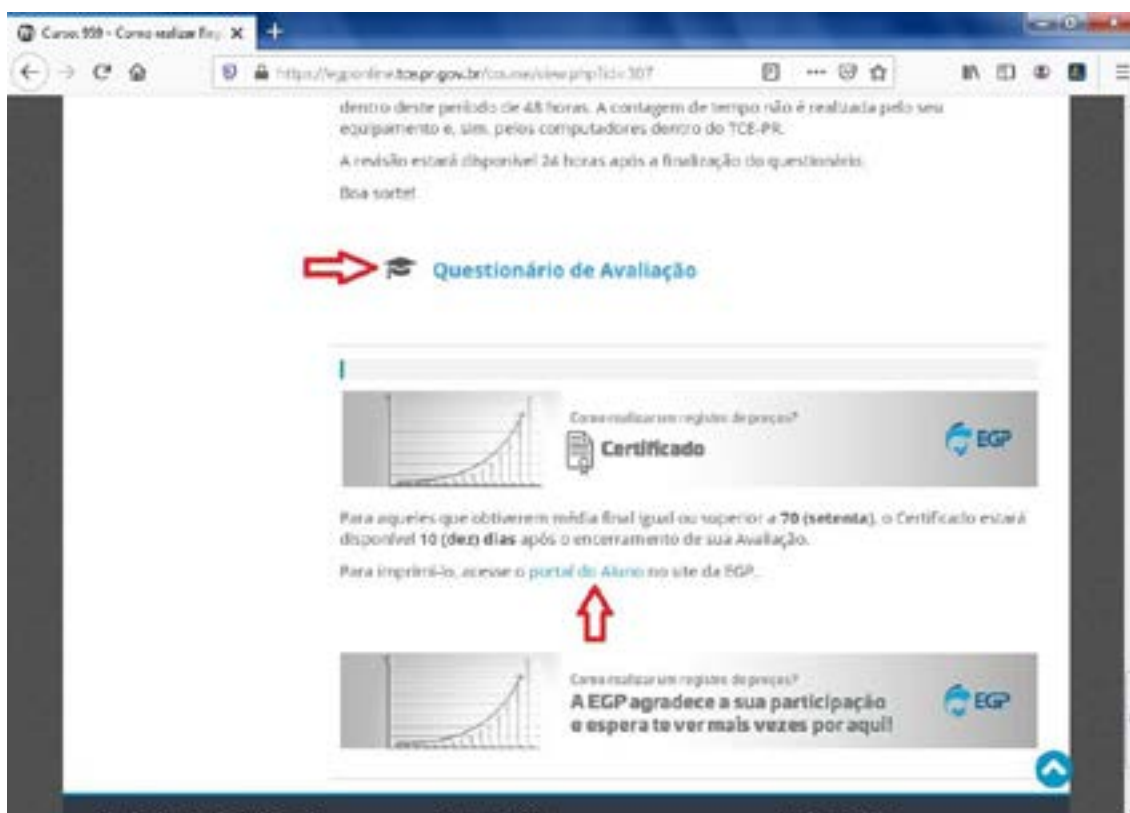 Curso: 959 - Como realizar Reg
https://egponline.tce.pr.gov.br/course/view.php?id=307
dentro deste período de 48 horas. A contagem de tempo não é realizada pelo seu
equipamento e, sim, pelos computadores dentro do TCE-PR.
A revisão estará disponível 24 horas após a finalização do questionário.
Boa sorte!
Questionário de Avaliação
Como realizar um registro de preços?
Certificado
EGP
Para aqueles que obtiverem média final igual ou superior a 70 (setenta), o Certificado estará
disponível 10 (dez) dias após o encerramento de sua Avaliação.
Para imprimí-lo, acesse o portal do Aluno no site da EGP.
Como realizar um registro de preços?
A EGP agradece a sua participação
e espera te ver mais vezes por aqui!
EGP